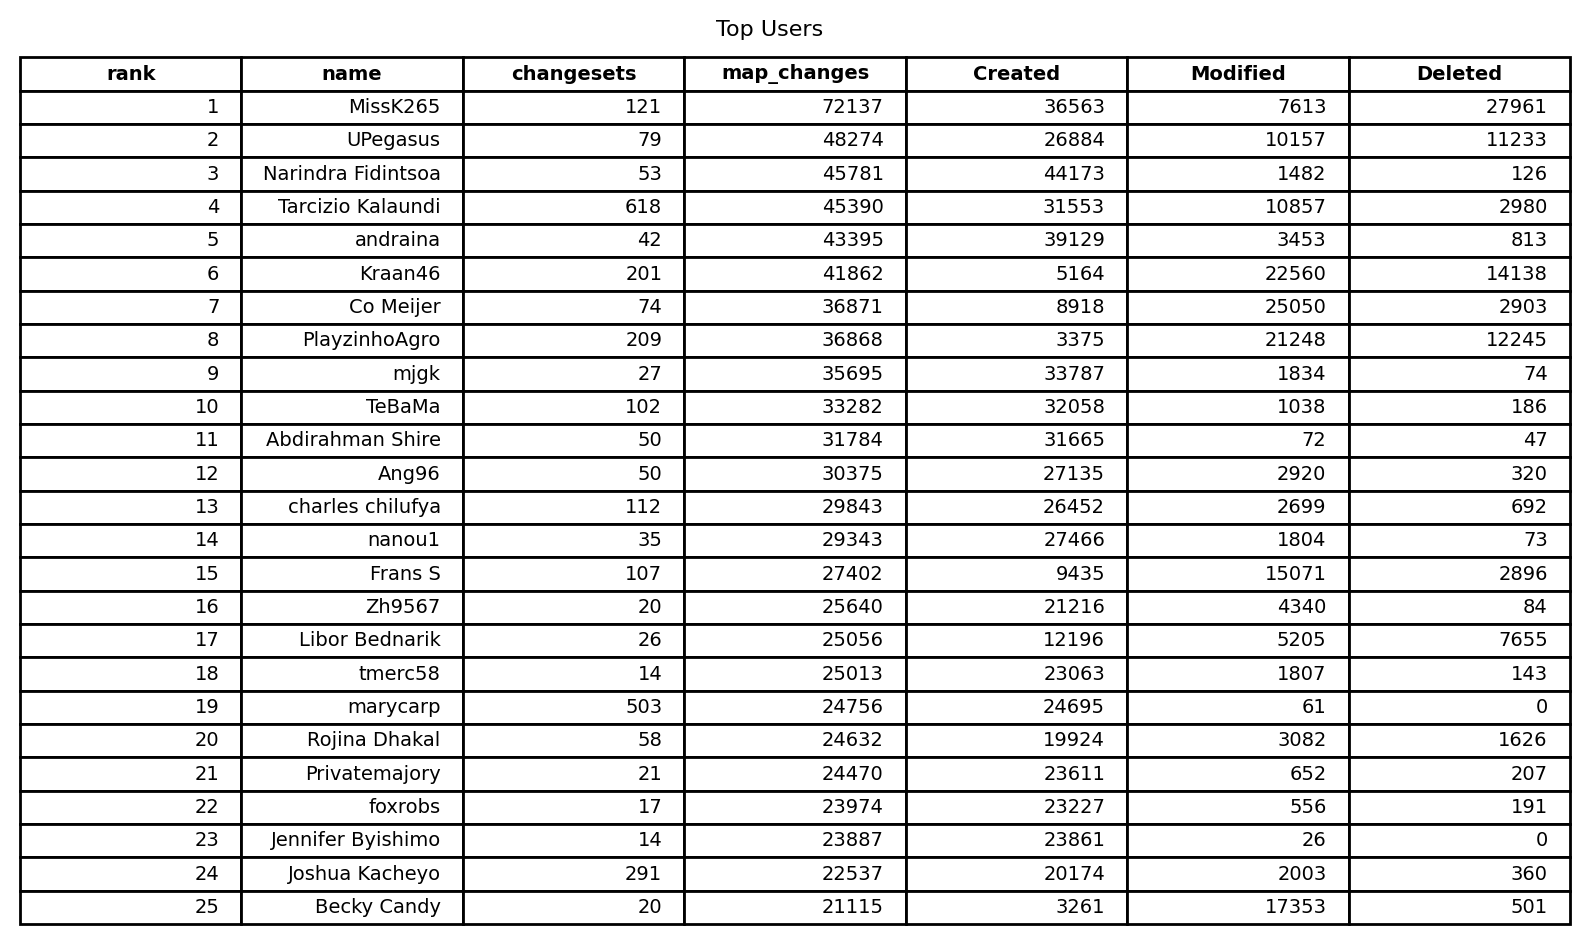 Top Users
rank name changesets map_changes Created Modified Deleted
1 MissK265 121 72137 36563 7613 27961
2 UPegasus 79 48274 26884 10157 11233
3 Narindra Fidintsoa 53 45781 44173 1482 126
4 Tarcizio Kalaundi 618 45390 31553 10857 2980
5 andraina 42 43395 39129 3453 813
6 Kraan46 201 41862 5164 22560 14138
7 Co Meijer 74 36871 8918 25050 2903
8 PlayzinhoAgro 209 36868 3375 21248 12245
9 mjgk 27 35695 33787 1834 74
10 TeBaMa 102 33282 32058 1038 186
11 Abdirahman Shire 50 31784 31665 72 47
12 Ang96 50 30375 27135 2920 320
13 charles chilufya 112 29843 26452 2699 692
14 nanou1 35 29343 27466 1804 73
15 Frans S 107 27402 9435 15071 2896
16 Zh9567 20 25640 21216 4340 84
17 Libor Bednarik 26 25056 12196 5205 7655
18 tmerc58 14 25013 23063 1807 143
19 marycarp 503 24756 24695 61 0
20 Rojina Dhakal 58 24632 19924 3082 1626
21 Privatemajory 21 24470 23611 652 207
22 foxrobs 17 23974 23227 556 191
23 Jennifer Byishimo 14 23887 23861 26 0
24 Joshua Kacheyo 291 22537 20174 2003 360
25 Becky Candy 20 21115 3261 17353 501